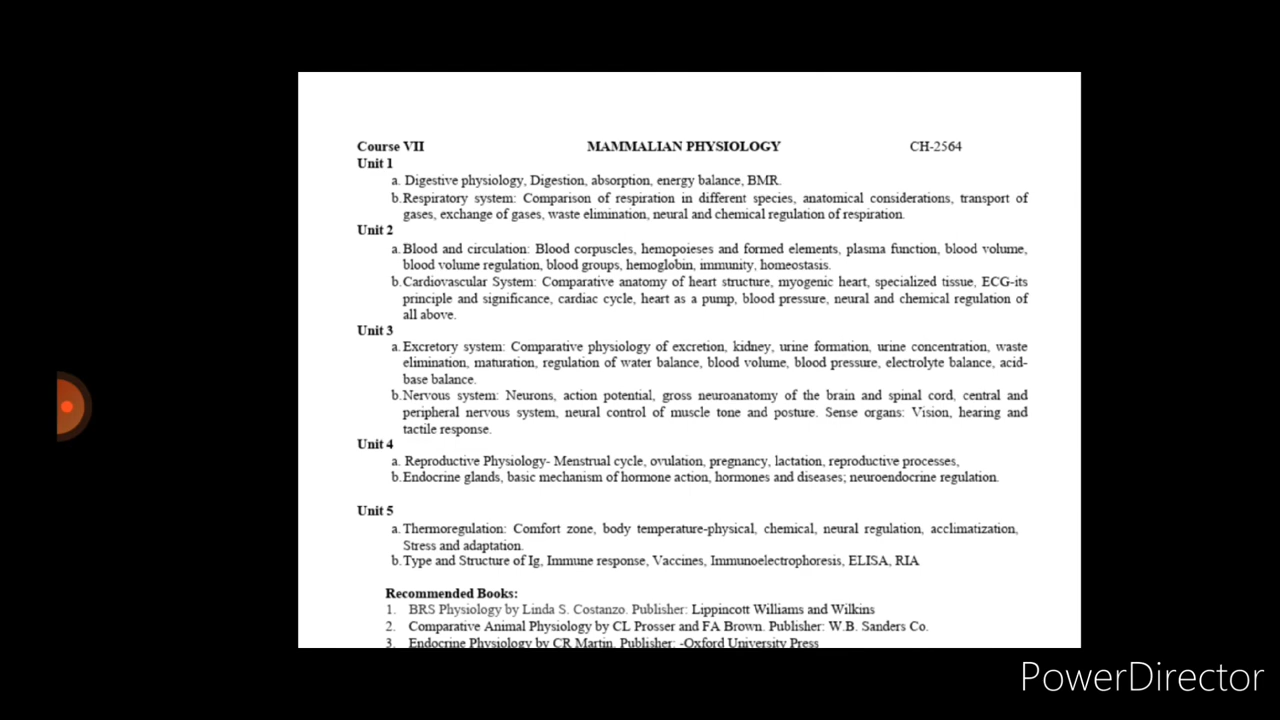 Course VII MAMMALIAN PHYSIOLOGY CH-2564
Unit 1
a. Digestive physiology, Digestion, absorption, energy balance, BMR.
b. Respiratory system: Comparison of respiration in different species, anatomical considerations, transport of
gases, exchange of gases, waste elimination, neural and chemical regulation of respiration.
Unit 2
a. Blood and circulation: Blood corpuscles, hemopoieses and formed elements, plasma function, blood volume,
blood volume regulation, blood groups, hemoglobin, immunity, homeostasis.
b. Cardiovascular System: Comparative anatomy of heart structure, myogenic heart, specialized tissue, ECG-its
principle and significance, cardiac cycle, heart as a pump, blood pressure, neural and chemical regulation of
all above.
Unit 3
a. Excretory system: Comparative physiology of excretion, kidney, urine formation, urine concentration, waste
elimination, maturation, regulation of water balance, blood volume, blood pressure, electrolyte balance, acid-
base balance.
b. Nervous system: Neurons, action potential, gross neuroanatomy of the brain and spinal cord, central and
peripheral nervous system, neural control of muscle tone and posture. Sense organs: Vision, hearing and
tactile response.
Unit 4
a. Reproductive Physiology- Menstrual cycle, ovulation, pregnancy, lactation, reproductive processes,
b. Endocrine glands, basic mechanism of hormone action, hormones and diseases; neuroendocrine regulation.
Unit 5
a. Thermoregulation: Comfort zone, body temperature-physical, chemical, neural regulation, acclimatization,
Stress and adaptation.
b. Type and Structure of Ig, Immune response, Vaccines, Immunoelectrophoresis, ELISA, RIA
Recommended Books:
1. BRS Physiology by Linda S. Costanzo. Publisher: Lippincott Williams and Wilkins
2. Comparative Animal Physiology by CL Prosser and FA Brown. Publisher: W.B. Sanders Co.
3. Endocrine Physiology by CR Martin. Publisher: -Oxford University Press
PowerDirector